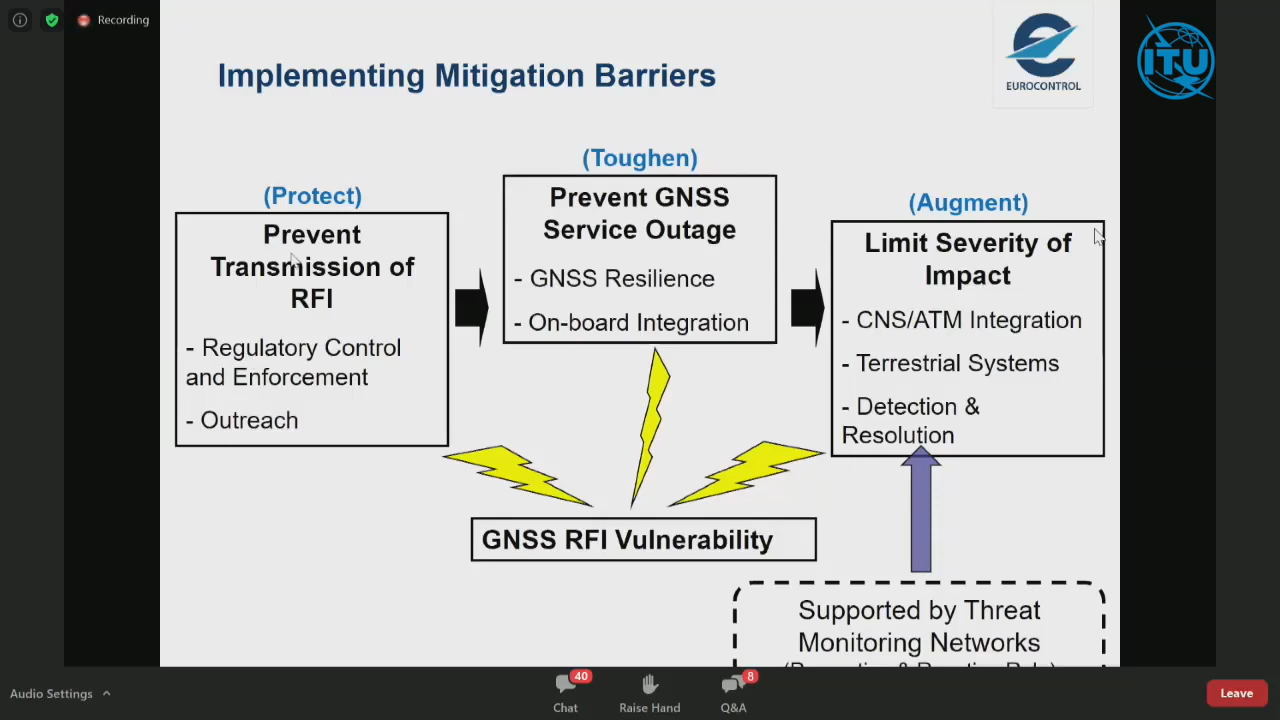 Recording
Implementing Mitigation Barriers
EUROCONTROL
ITU
(Protect)
Prevent
Transmission of
RFI
- Regulatory Control
and Enforcement
- Outreach
(Toughen)
Prevent GNSS
Service Outage
- GNSS Resilience
- On-board Integration
(Augment)
Limit Severity of
Impact
- CNS/ATM Integration
- Terrestrial Systems
- Detection &
Resolution
GNSS RFI Vulnerability
Supported by Threat
Monitoring Networks
Audio Settings
40
Chat
Raise Hand
8
Q&A
Leave